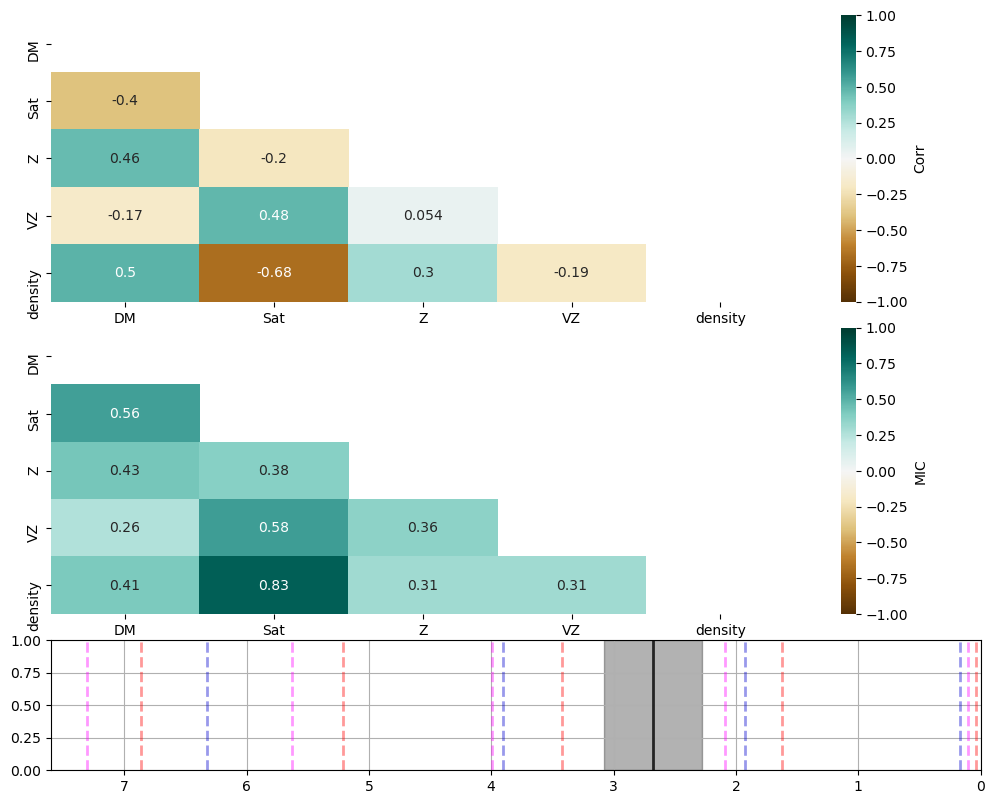 DM
Sat
-0.4
Z
0.46
-0.2
VZ
-0.17
0.48
0.054
density
0.5
-0.68
0.3
-0.19
DM
Sat
Z
VZ
density
1.00
0.75
0.50
0.25
0.00
−0.25
−0.50
−0.75
−1.00
Corr
DM
Sat
0.56
Z
0.43
0.38
VZ
0.26
0.58
0.36
density
0.41
0.83
0.31
0.31
DM
Sat
Z
VZ
density
1.00
0.75
0.50
0.25
0.00
−0.25
−0.50
−0.75
−1.00
MIC
1.00
0.75
0.50
0.25
0.00
7
6
5
4
3
2
1
0